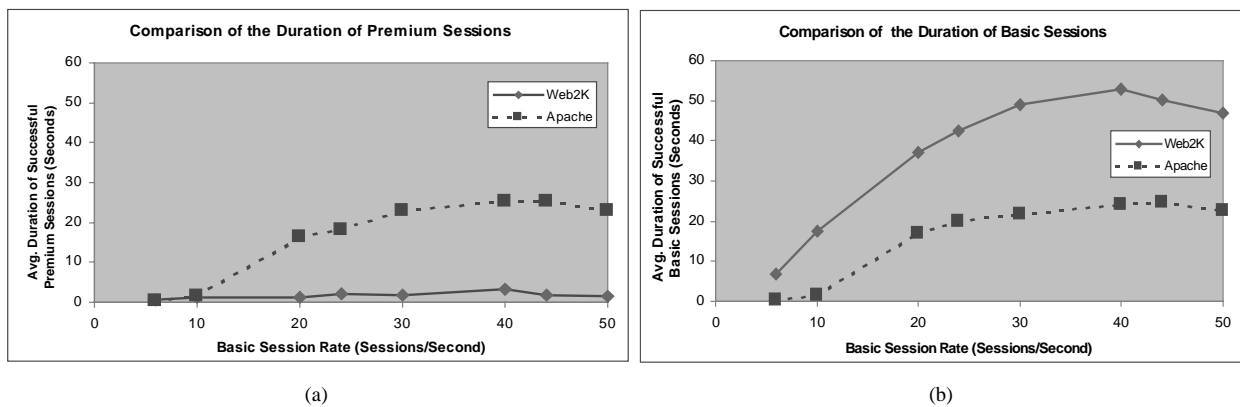 Comparison of the Duration of Premium Sessions
Avg. Duration of Successful
Premium Sessions (Seconds)
60
50
40
30
20
10
0
Web2K
Apache
0 10 20 30 40 50
Basic Session Rate (Sessions/Second)
(a)
Comparison of the Duration of Basic Sessions
Avg. Duration of Successful
Basic Sessions (Seconds)
60
50
40
30
20
10
0
Web2K
Apache
0 10 20 30 40 50
Basic Session Rate (Sessions/Second)
(b)